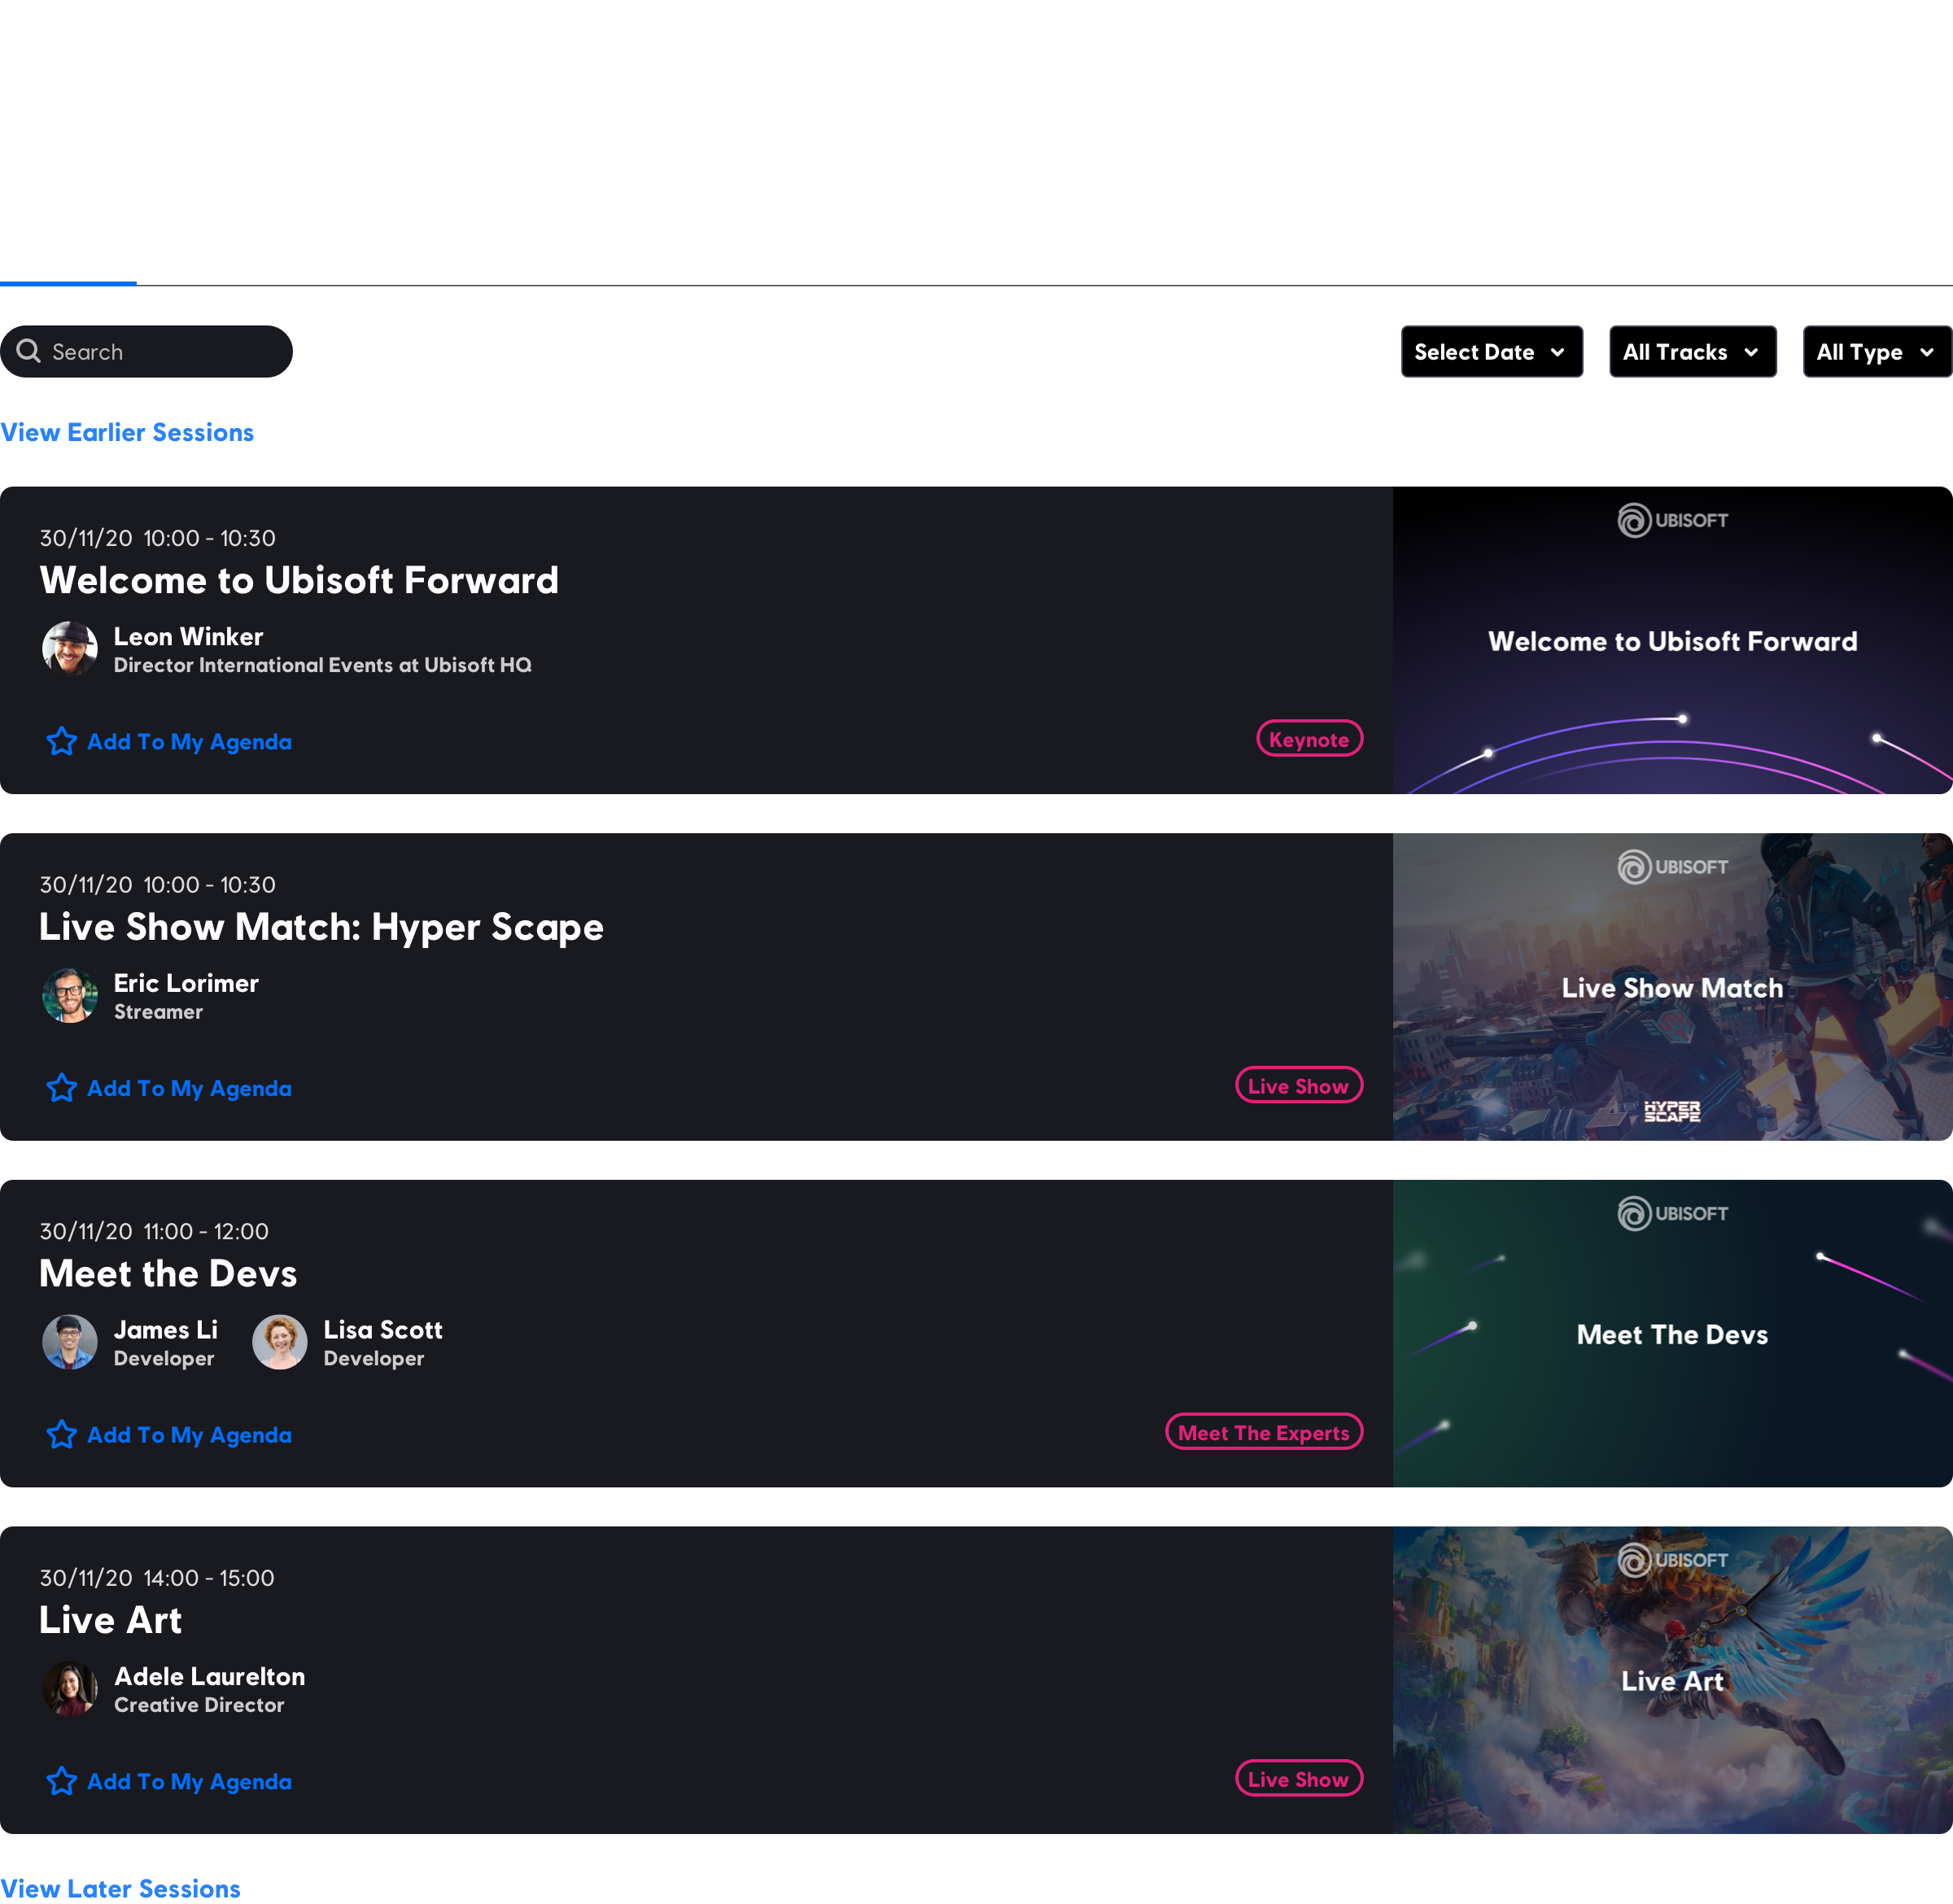 Search
Select Date
All Tracks
All Type
View Earlier Sessions
30/11/20 10:00 - 10:30
Welcome to Ubisoft Forward
Leon Winker
Director International Events at Ubisoft HQ
Add To My Agenda
Keynote
UBISOFT
Welcome to Ubisoft Forward
30/11/20 10:00 - 10:30
Live Show Match: Hyper Scape
Eric Lorimer
Streamer
Add To My Agenda
Live Show
UBISOFT
Live Show Match
HYPER
SCAPE
30/11/20 11:00 - 12:00
Meet the Devs
James Li
Developer
Lisa Scott
Developer
Add To My Agenda
Meet The Experts
UBISOFT
Meet The Devs
30/11/20 14:00 - 15:00
Live Art
Adele Laurelton
Creative Director
Add To My Agenda
Live Show
UBISOFT
Live Art
View Later Sessions